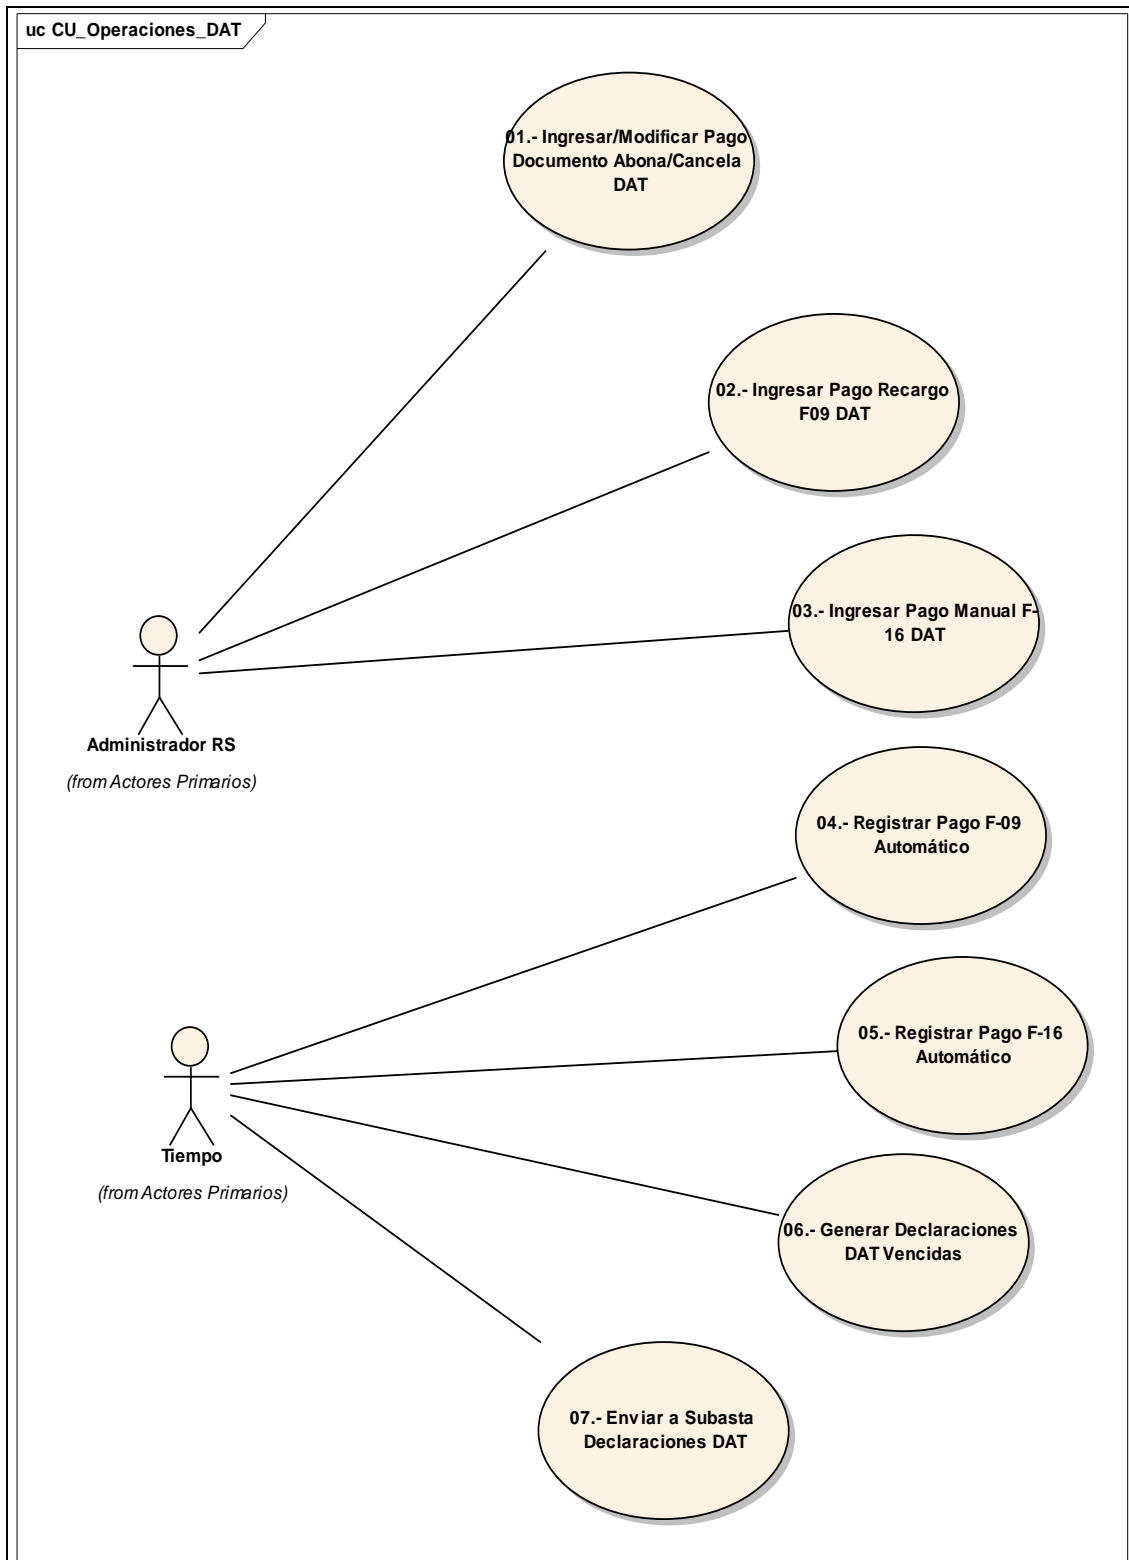 uc CU_Operaciones_DAT
01.- Ingresar/Modificar Pago
Documento Abona/Cancela
DAT
02.- Ingresar Pago Recargo
F09 DAT
03.- Ingresar Pago Manual F-
16 DAT
Administrador RS
(from Actores Primarios)
04.- Registrar Pago F-09
Automático
05.- Registrar Pago F-16
Automático
Tiempo
(from Actores Primarios)
06.- Generar Declaraciones
DAT Vencidas
07.- Enviar a Subasta
Declaraciones DAT